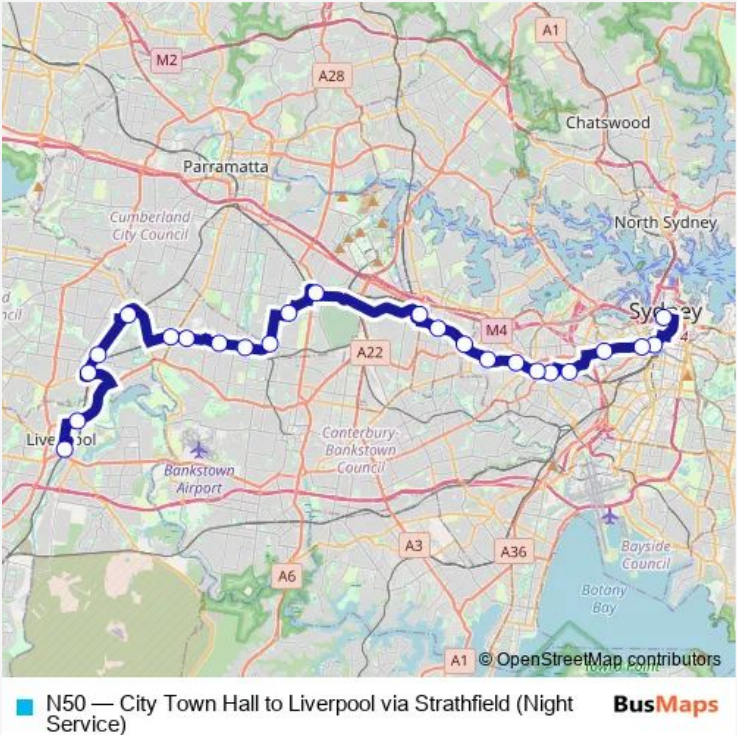 A1
M2
A28
Chatswood
Parramatta
Cumberland
City Council
North Sydney
Sydney
M4
A22
Canterbury-
Bankstown
Council
Bankstown
Airport
A3
A36
Bayside
Council
A6
Botany
Bay
A1
© OpenStreetMap contributors
N50 — City Town Hall to Liverpool via Strathfield (Night
Service)
BusMaps